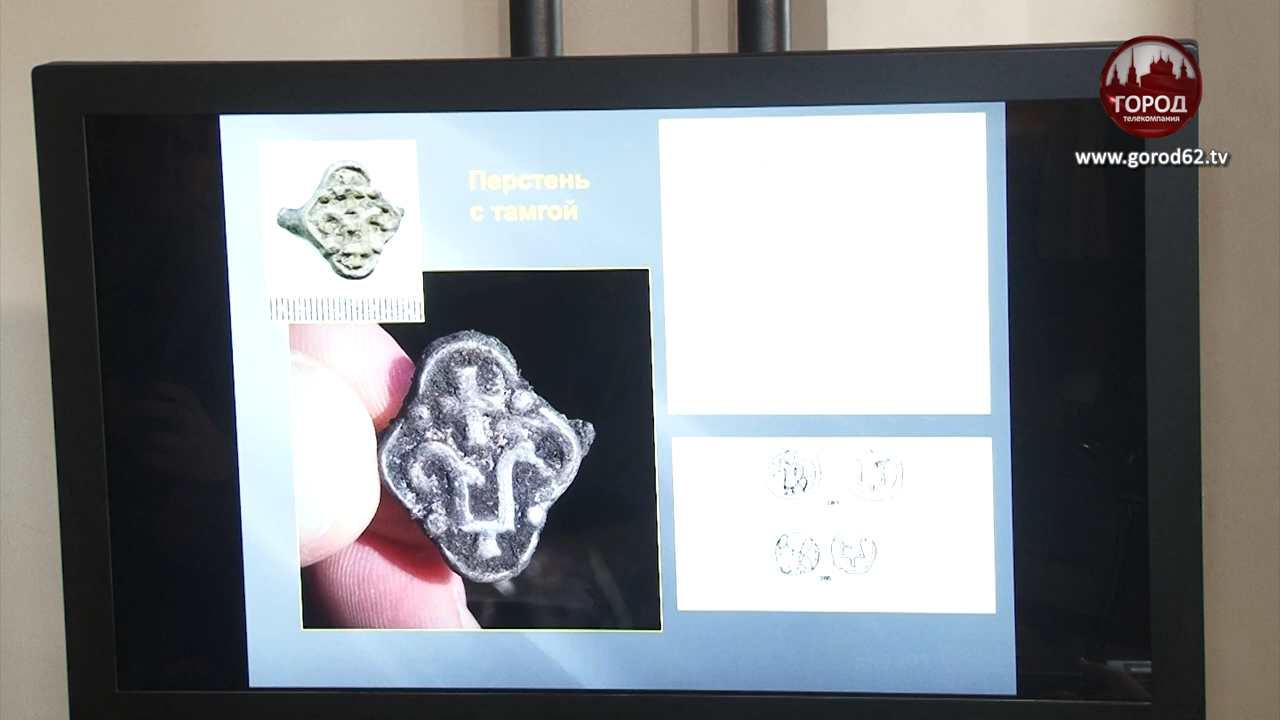 ГОРОД
телекомпания
www.gorod62.tv
Перстень
с тамгой